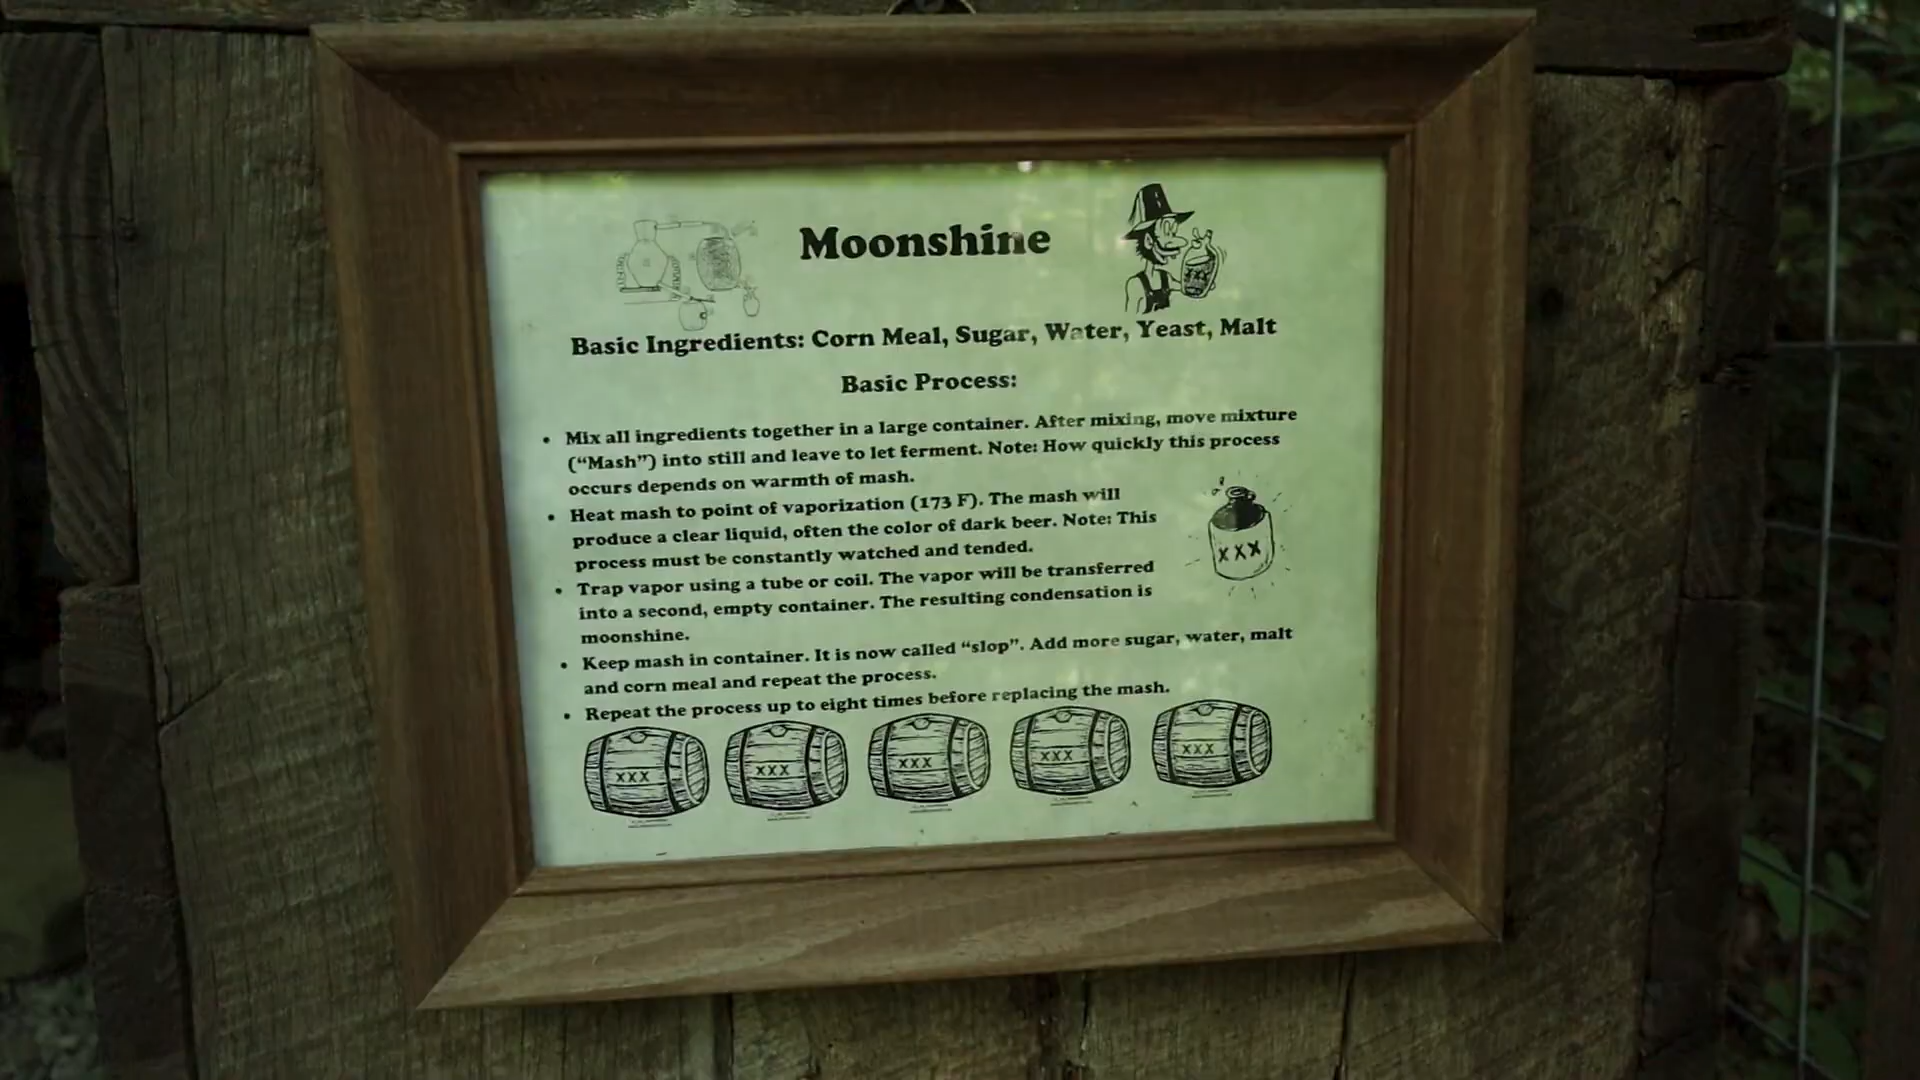 Moonshine
Basic Ingredients: Corn Meal, Sugar, Water, Yeast, Malt
Basic Process:
• Mix all ingredients together in a large container. After mixing, move mixture
("Mash") into still and leave to let ferment. Note: How quickly this process
occurs depends on warmth of mash.
• Heat mash to point of vaporization (173 F). The mash will
produce a clear liquid, often the color of dark beer. Note: This
process must be constantly watched and tended.
• Trap vapor using a tube or coil. The vapor will be transferred
into a second, empty container. The resulting condensation is
moonshine.
• Keep mash in container. It is now called "slop". Add more sugar, water, malt
and corn meal and repeat the process.
• Repeat the process up to eight times before replacing the mash.
XXX
XXX
XXX XXX XXX XXX XXX